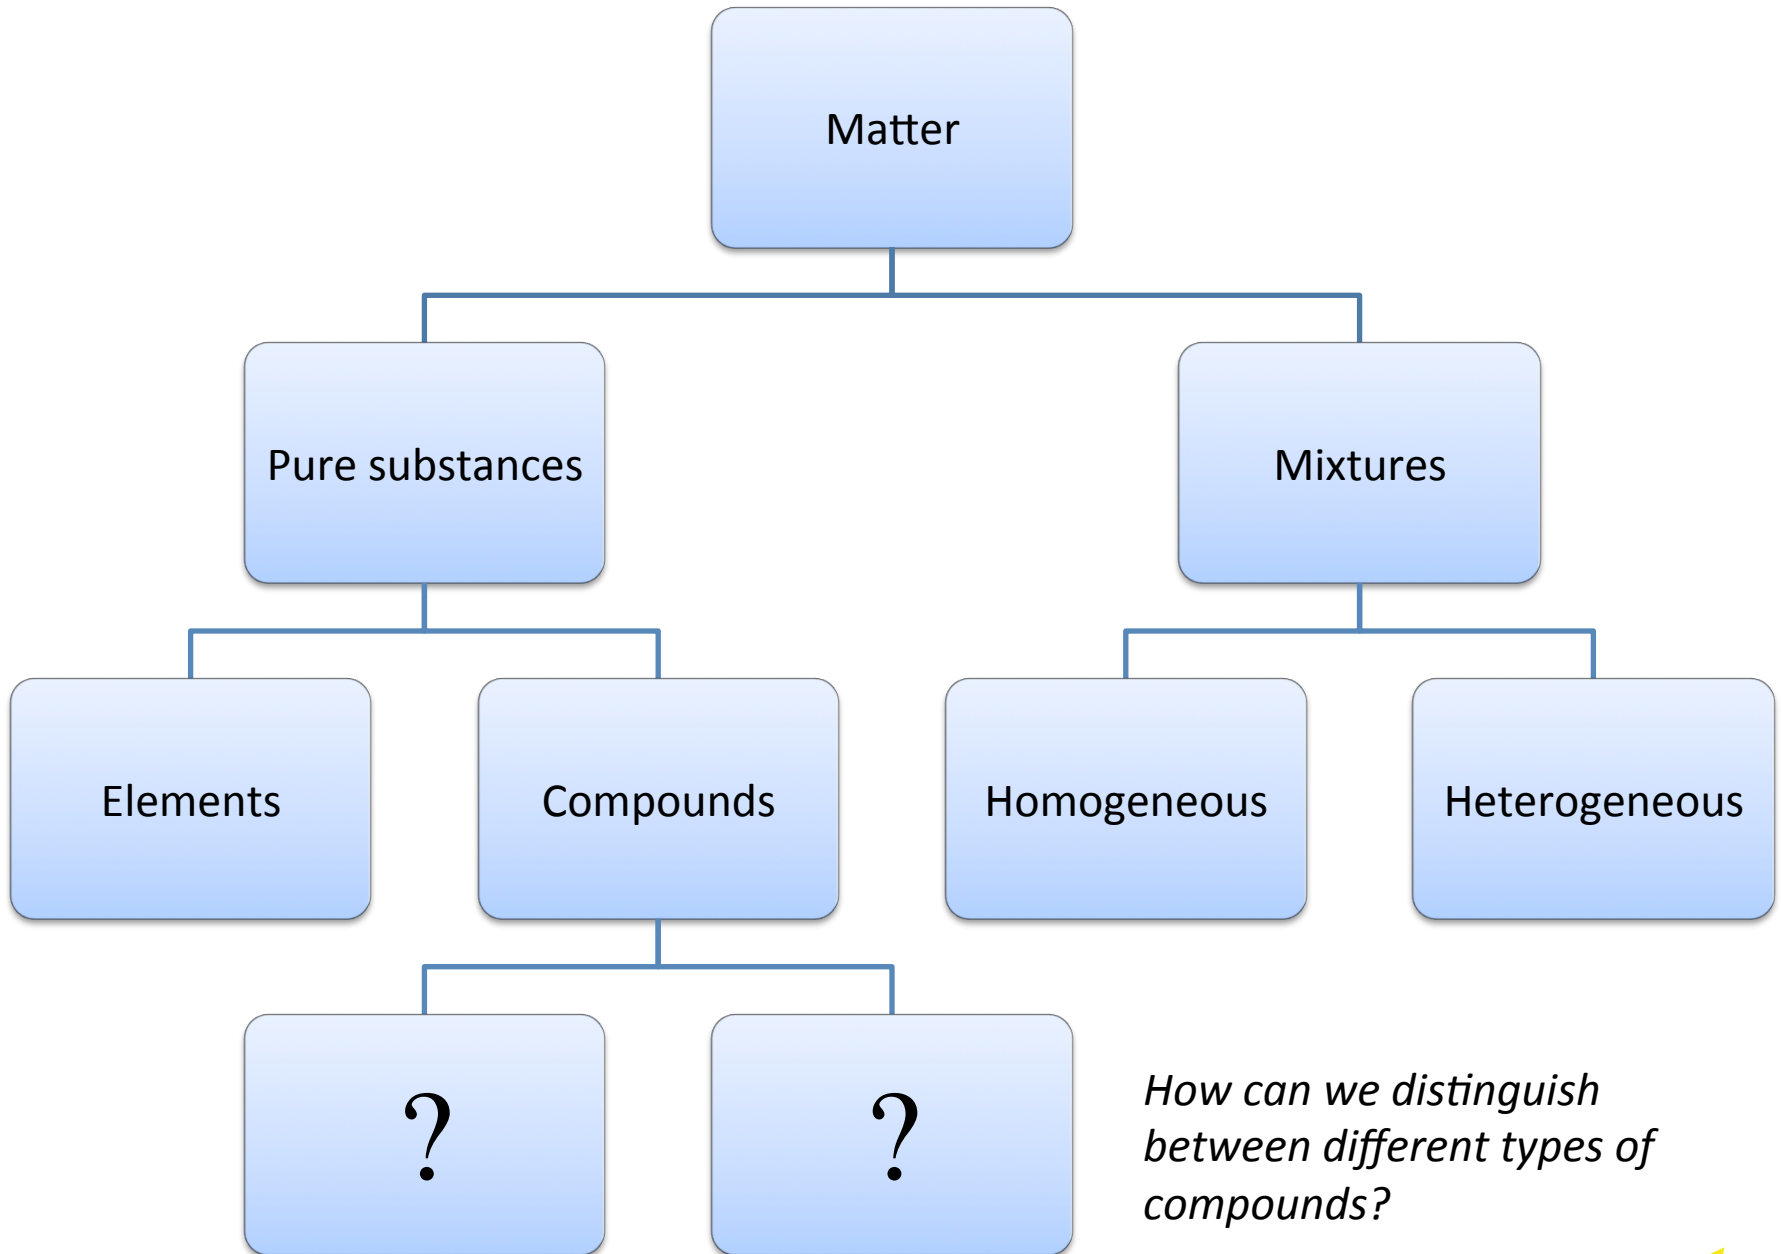 Matter
Pure substances
Mixtures
Elements
Compounds
Homogeneous
Heterogeneous
?
?
How can we distinguish
between different types of
compounds?